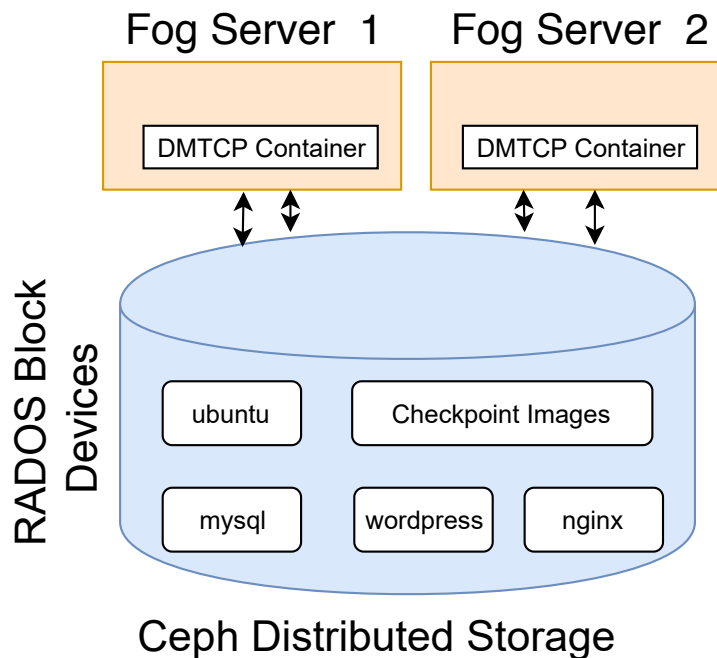 Fog Server 1
Fog Server 2
DMTCP Container
DMTCP Container
RADOS Block
Devices
ubuntu
Checkpoint Images
mysql
wordpress
nginx
Ceph Distributed Storage